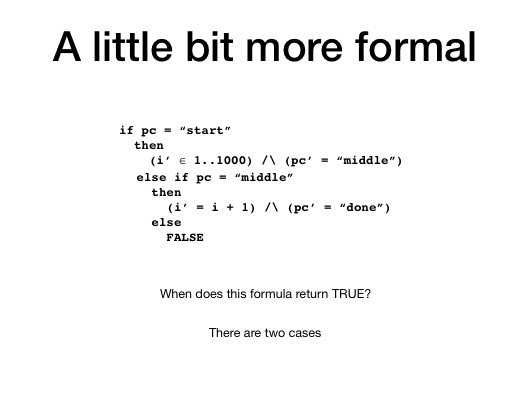 A little bit more formal
if pc = “start”
then
(i’ ∈ 1..1000) /\ (pc’ = “middle”)
else if pc = “middle”
then
(i’ = i + 1) /\ (pc’ = “done”)
else
FALSE
When does this formula return TRUE?
There are two cases